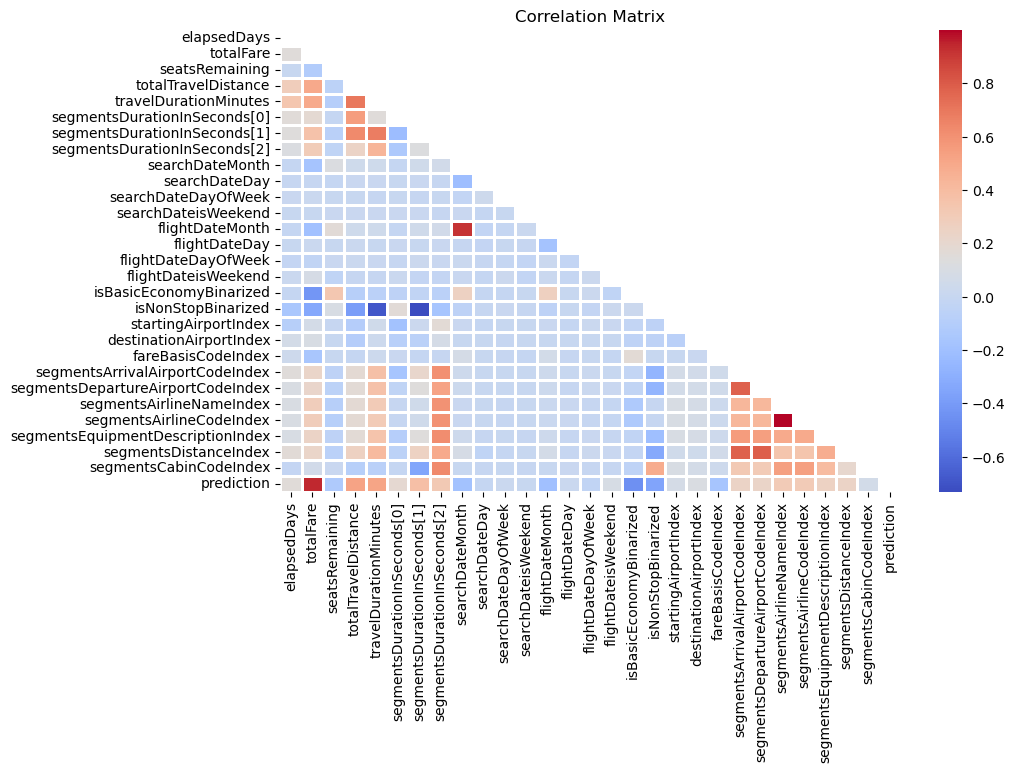 Correlation Matrix
elapsedDays
totalFare
seatsRemaining
totalTravelDistance
travelDurationMinutes
segmentsDurationInSeconds[0]
segmentsDurationInSeconds[1]
segmentsDurationInSeconds[2]
searchDateMonth
searchDateDay
searchDateDayOfWeek
searchDateisWeekend
flightDateMonth
flightDateDay
flightDateDayOfWeek
flightDateisWeekend
isBasicEconomyBinarized
isNonStopBinarized
startingAirportIndex
destinationAirportIndex
fareBasisCodeIndex
segmentsArrivalAirportCodeIndex
segmentsDepartureAirportCodeIndex
segmentsAirlineNameIndex
segmentsAirlineCodeIndex
segmentsEquipmentDescriptionIndex
segmentsDistanceIndex
segmentsCabinCodeIndex
prediction
elapsedDays
totalFare
seatsRemaining
totalTravelDistance
travelDurationMinutes
segmentsDurationInSeconds[0]
segmentsDurationInSeconds[1]
segmentsDurationInSeconds[2]
searchDateMonth
searchDateDay
searchDateDayOfWeek
searchDateisWeekend
flightDateMonth
flightDateDay
flightDateDayOfWeek
flightDateisWeekend
isBasicEconomyBinarized
isNonStopBinarized
startingAirportIndex
destinationAirportIndex
fareBasisCodeIndex
segmentsArrivalAirportCodeIndex
segmentsDepartureAirportCodeIndex
segmentsAirlineNameIndex
segmentsAirlineCodeIndex
segmentsEquipmentDescriptionIndex
segmentsDistanceIndex
segmentsCabinCodeIndex
prediction
0.8
0.6
0.4
0.2
0.0
−0.2
−0.4
−0.6